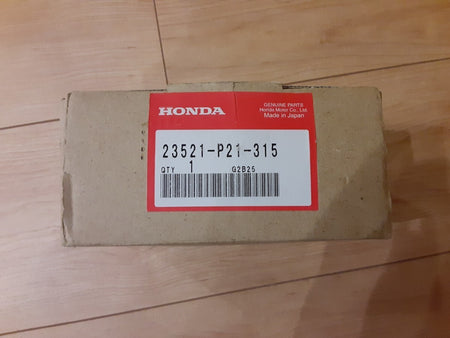 HONDA
GENUINE PARTS
Honda Motor Co., Ltd.
Made in Japan
23521-P21-315
QTY 1 G2B25